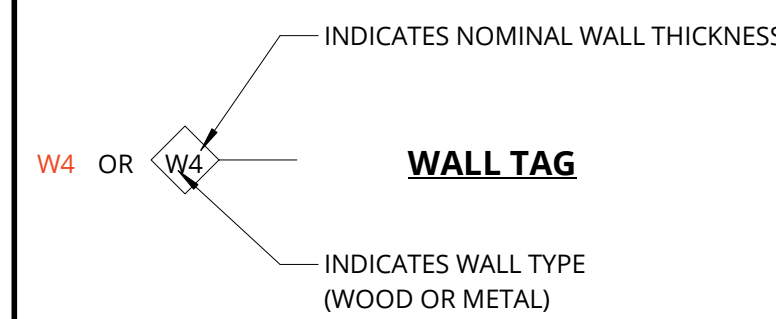 INDICATES NOMINAL WALL THICKNESS
W4 OR W4 WALL TAG
INDICATES WALL TYPE
(WOOD OR METAL)